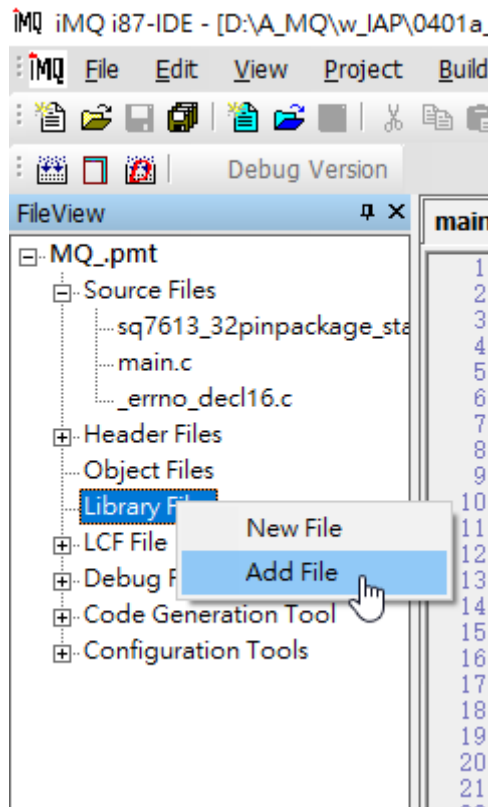 iMQ iMQ i87-IDE - [D:\A_MQ\w_IAP\0401a_
iMQ File Edit View Project Build
Debug Version
FileView
main
MQ_.pmt
Source Files
sq7613_32pinpackage_sta
main.c
_errno_decl16.c
Header Files
Object Files
Library
LCF File
Debug F
Code Generation Tool
Configuration Tools
New File
Add File
1
2
3
4
5
6
7
8
9
10
11
12
13
14
15
16
17
18
19
20
21